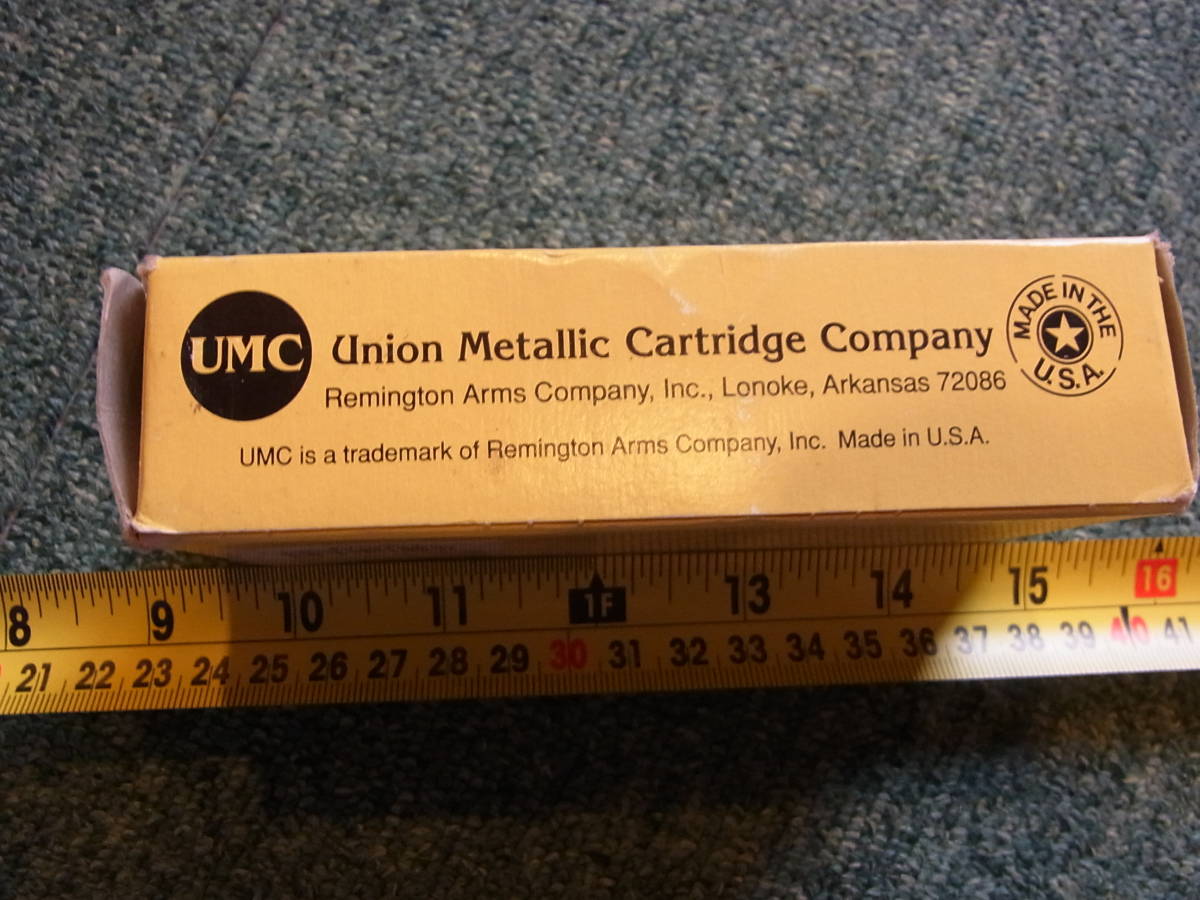 UMC
Union Metallic Cartridge Company
Remington Arms Company, Inc., Lonoke, Arkansas 72086
UMC is a trademark of Remington Arms Company, Inc. Made in U.S.A.
MADE IN THE
U.S.A.
8 9 10 11 1F 13 14 15 16
21 22 23 24 25 26 27 28 29 30 31 32 33 34 35 36 37 38 39 40 41